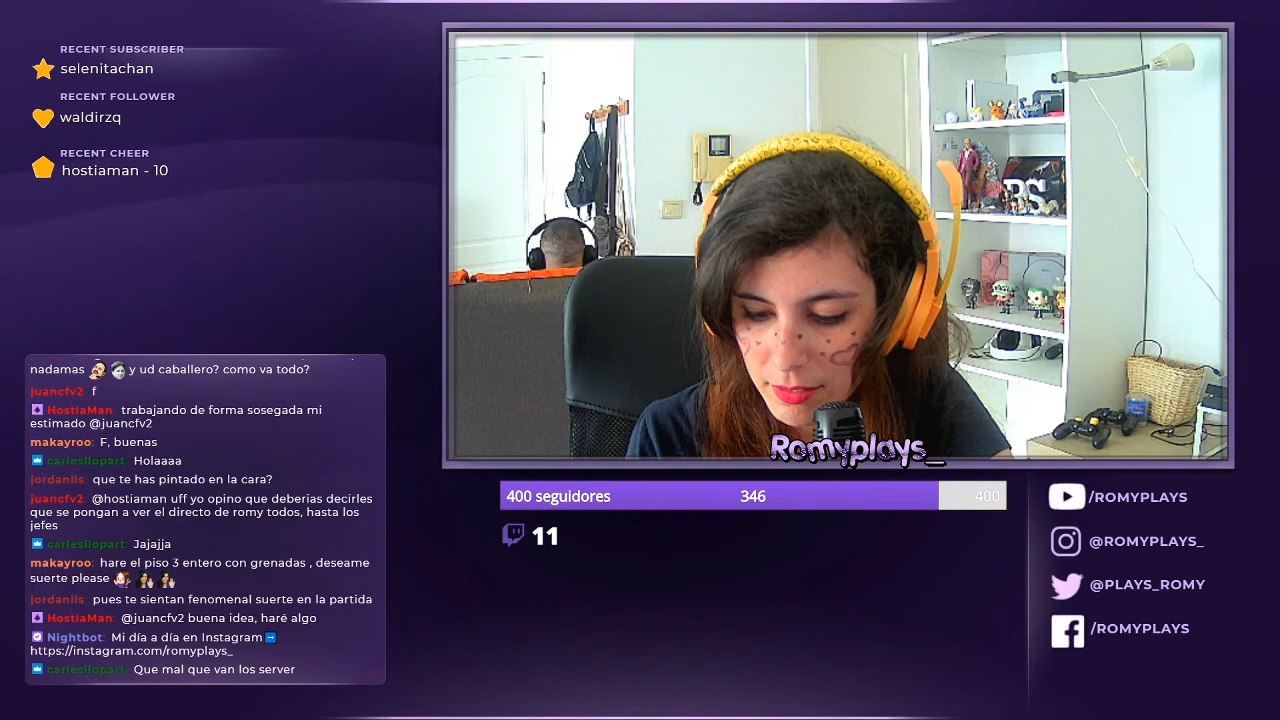 RECENT SUBSCRIBER
selenitachan
RECENT FOLLOWER
waldirzq
RECENT CHEER
hostiaman - 10
nadamas y ud caballero? como va todo?
juancfv2: f
HostiaMan: trabajando de forma sosegada mi
estimado @juancfv2
makayroo: F, buenas
carlesllopart: Holaaaa
jordanlls: que te has pintado en la cara?
juancfv2: @hostiaman uff yo opino que deberias decirles
que se pongan a ver el directo de romy todos, hasta los
jefes
carlesllopart: Jajajja
makayroo: hare el piso 3 entero con grenadas , deseame
suerte please
jordanlls: pues te sientan fenomenal suerte en la partida
HostiaMan: @juancfv2 buena idea, haré algo
Nightbot: Mi día a día en Instagram
https://instagram.com/romyplays_
carlesllopart: Que mal que van los server
Romyplays_
400 seguidores 346 400
11
/ROMYPLAYS
@ROMYPLAYS_
@PLAYS_ROMY
/ROMYPLAYS